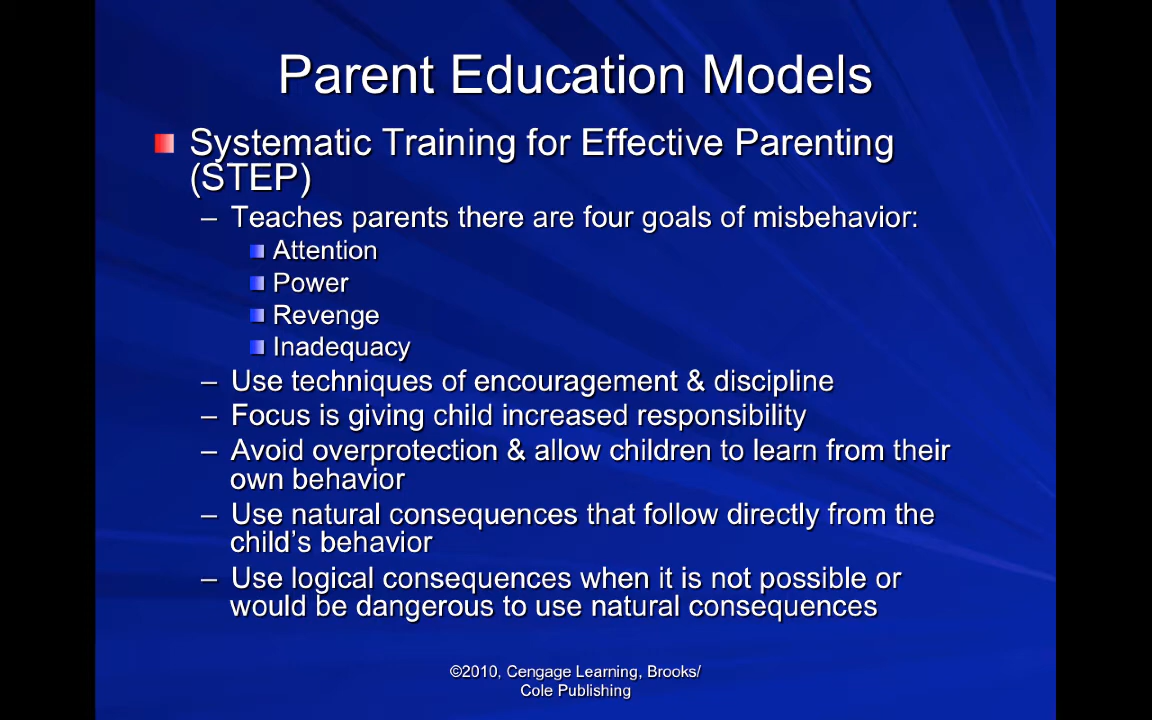 Parent Education Models
Systematic Training for Effective Parenting
(STEP)
– Teaches parents there are four goals of misbehavior:
Attention
Power
Revenge
Inadequacy
– Use techniques of encouragement & discipline
– Focus is giving child increased responsibility
– Avoid overprotection & allow children to learn from their
own behavior
– Use natural consequences that follow directly from the
child’s behavior
– Use logical consequences when it is not possible or
would be dangerous to use natural consequences
©2010, Cengage Learning, Brooks/
Cole Publishing